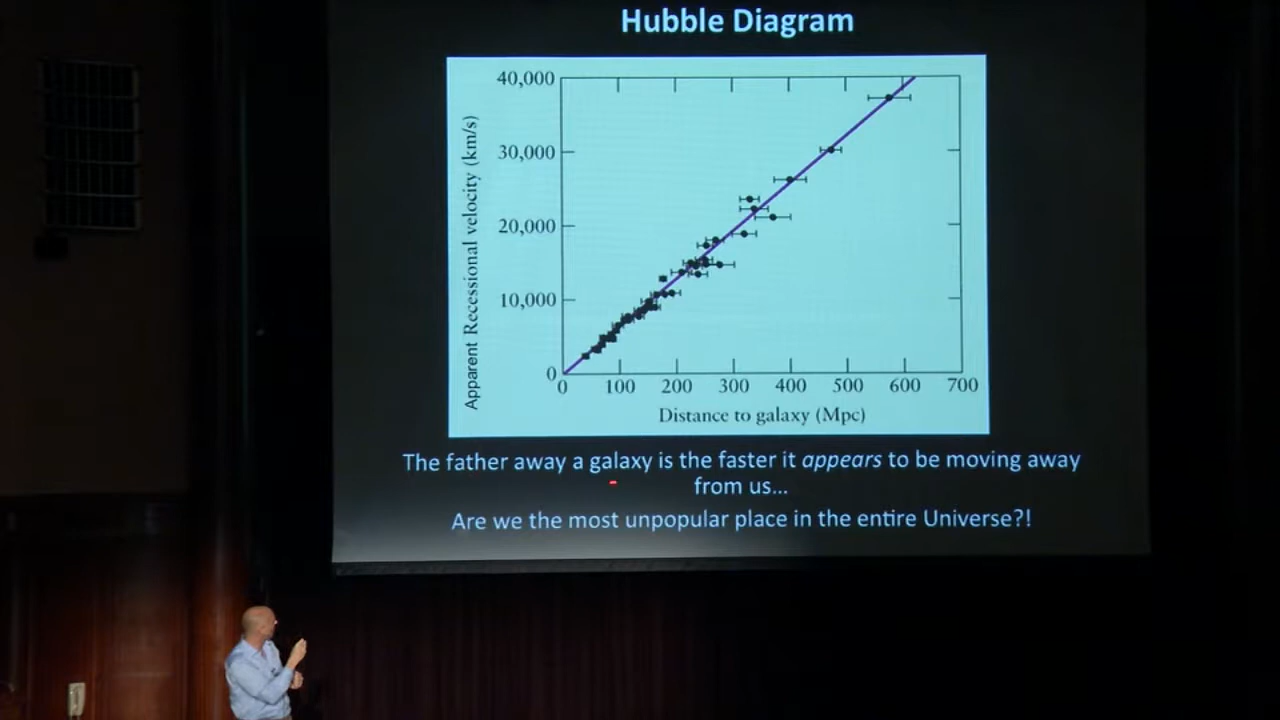 Hubble Diagram
40,000
30,000
20,000
10,000
0
Apparent Recessional velocity (km/s)
0 100 200 300 400 500 600 700
Distance to galaxy (Mpc)
The father away a galaxy is the faster it appears to be moving away
from us...
Are we the most unpopular place in the entire Universe?!